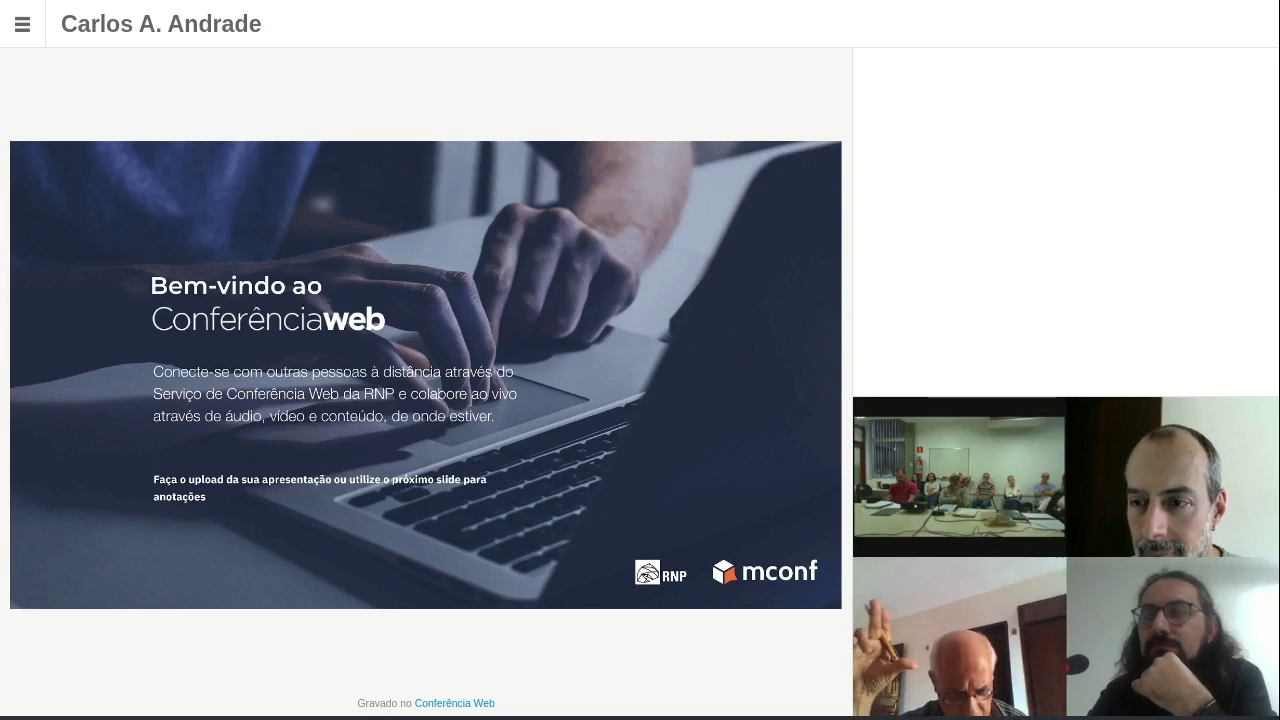 Carlos A. Andrade
Bem-vindo ao
Conferênciaweb
Conecte-se com outras pessoas à distância através do
Serviço de Conferência Web da RNP e colabore ao vivo
através de áudio, vídeo e conteúdo, de onde estiver.
Faça o upload da sua apresentação ou utilize o próximo slide para
anotações
RNP
mconf
Gravado no Conferência Web